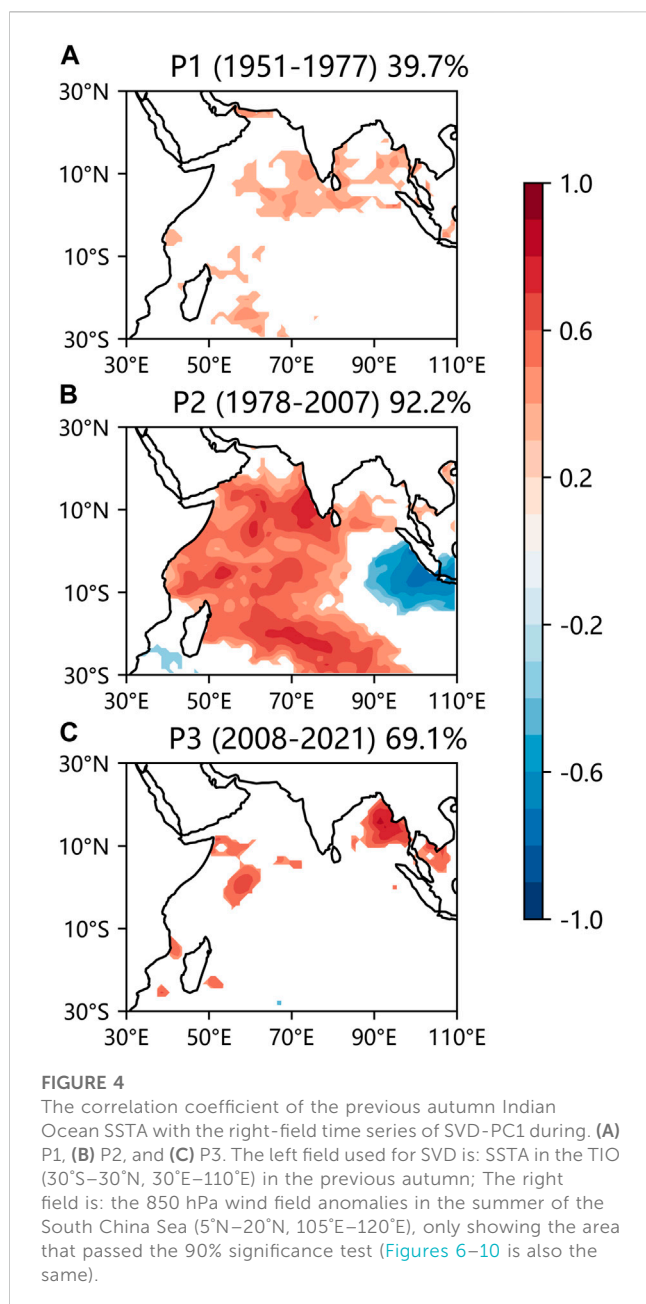 A
P1 (1951-1977) 39.7%
30°N
10°N
10°S
30°S
30°E 50°E 70°E 90°E 110°E
B
P2 (1978-2007) 92.2%
30°N
10°N
10°S
30°S
30°E 50°E 70°E 90°E 110°E
C
P3 (2008-2021) 69.1%
30°N
10°N
10°S
30°S
30°E 50°E 70°E 90°E 110°E
1.0
0.6
0.2
-0.2
-0.6
-1.0
FIGURE 4
The correlation coefficient of the previous autumn Indian
Ocean SSTA with the right-field time series of SVD-PC1 during. (A)
P1, (B) P2, and (C) P3. The left field used for SVD is: SSTA in the TIO
(30°S–30°N, 30°E–110°E) in the previous autumn; The right
field is: the 850 hPa wind field anomalies in the summer of the
South China Sea (5°N–20°N, 105°E–120°E), only showing the area
that passed the 90% significance test (Figures 6–10 is also the
same).